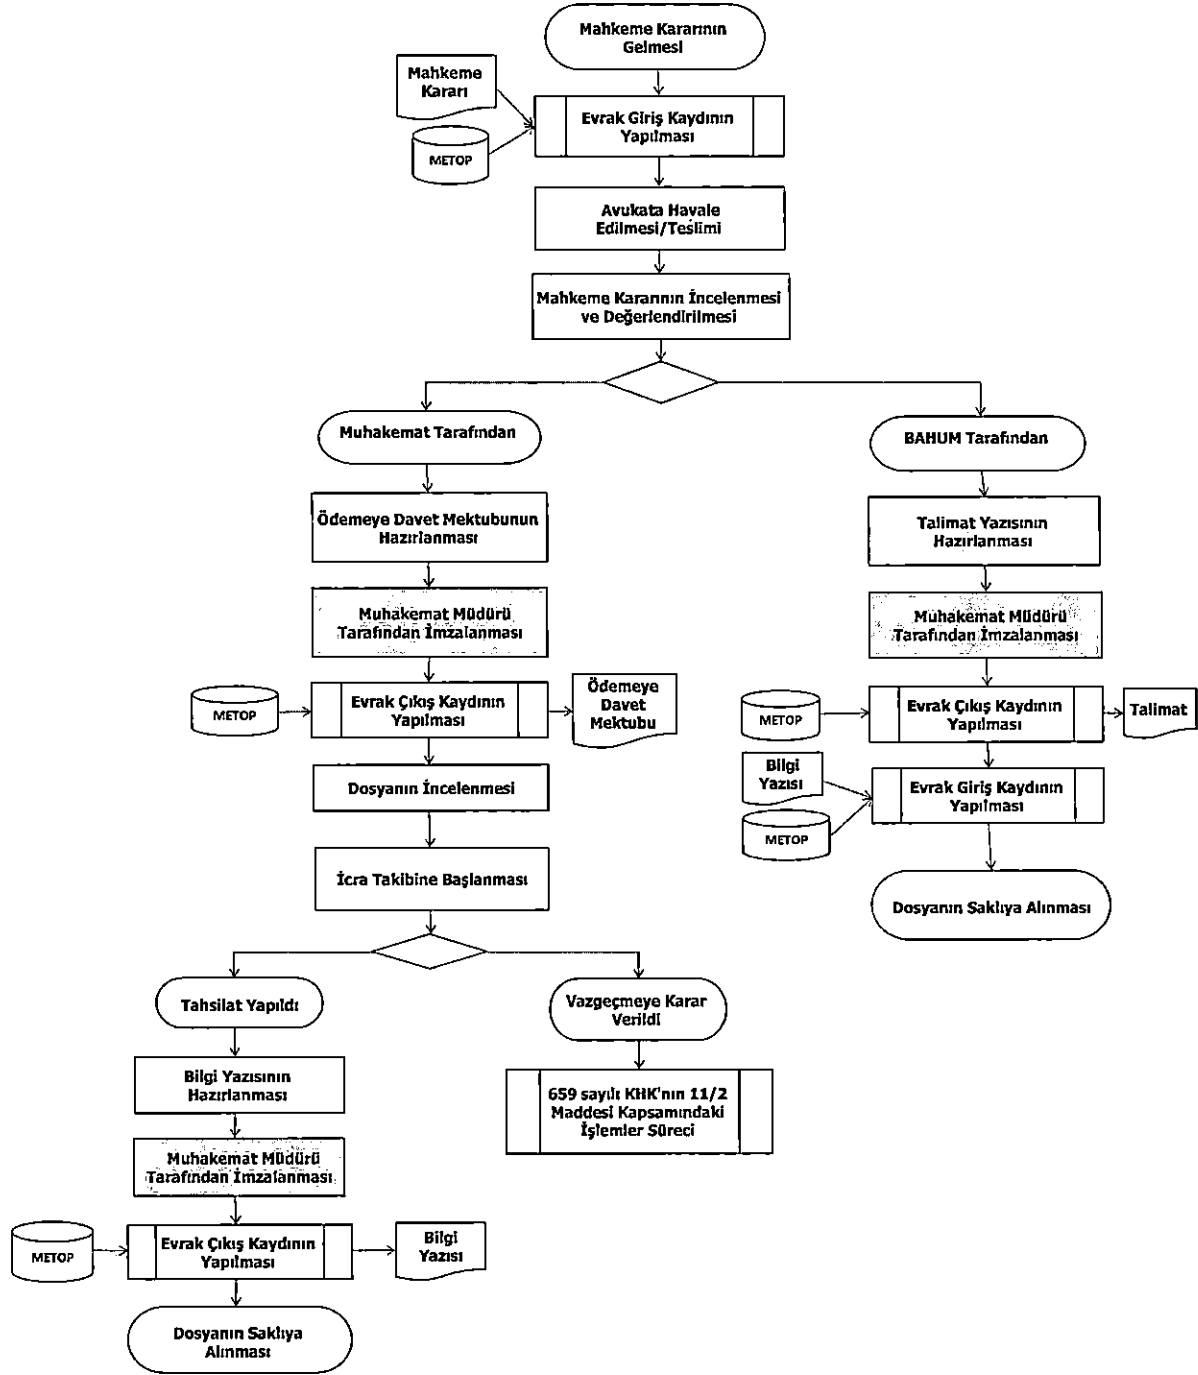 Mahkeme Kararının
Gelmesi
Mahkeme
Kararı
METOP
Evrak Giriş Kaydının
Yapılması
Avukata Havale
Edilmesi/Teslimi
Mahkeme Kararının İncelenmesi
ve Değerlendirilmesi
Muhakemat Tarafından
Ödemeye Davet Mektubunun
Hazırlanması
Muhakemat Müdürü
Tarafından İmzalanması
METOP
Evrak Çıkış Kaydının
Yapılması
Ödemeye
Davet
Mektubu
Dosyanın İncelenmesi
İcra Takibine Başlanması
BAHUM Tarafından
Talimat Yazısının
Hazırlanması
Muhakemat Müdürü
Tarafından İmzalanması
METOP
Evrak Çıkış Kaydının
Yapılması
Talimat
Bilgi
Yazısı
METOP
Evrak Giriş Kaydının
Yapılması
Dosyanın Saklıya Alınması
Tahsilat Yapıldı
Bilgi Yazısının
Hazırlanması
Muhakemat Müdürü
Tarafından İmzalanması
METOP
Evrak Çıkış Kaydının
Yapılması
Bilgi
Yazısı
Dosyanın Saklıya
Alınması
Vazgeçmeye Karar
Verildi
659 sayılı KHK'nın 11/2
Maddesi Kapsamındaki
İşlemler Süreci